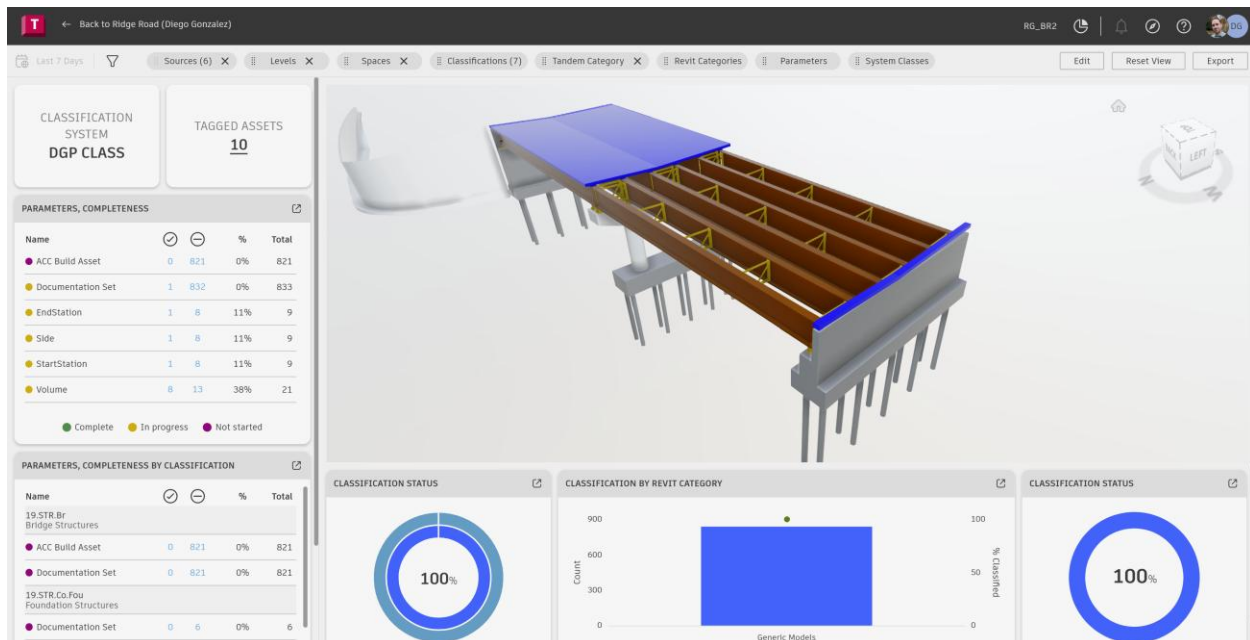 T
← Back to Ridge Road (Diego Gonzalez)
RG_BR2
DG
Last 7 Days
Sources (6) X
Levels X
Spaces X
Classifications (7)
Tandem Category X
Revit Categories
Parameters
System Classes
Edit
Reset View
Export
CLASSIFICATION
SYSTEM
DGP CLASS
TAGGED ASSETS
10
PARAMETERS, COMPLETENESS
Name % Total
ACC Build Asset 0 821 0% 821
Documentation Set 1 832 0% 833
EndStation 1 8 11% 9
Side 1 8 11% 9
StartStation 1 8 11% 9
Volume 8 13 38% 21
Complete In progress Not started
PARAMETERS, COMPLETENESS BY CLASSIFICATION
Name % Total
19.STR.Br
Bridge Structures
ACC Build Asset 0 821 0% 821
Documentation Set 0 821 0% 821
19.STR.Co.Fou
Foundation Structures
Documentation Set 0 6 0% 6
LEFT
CLASSIFICATION STATUS
100%
CLASSIFICATION BY REVIT CATEGORY
900
600
300
0
Count
100
50
0
% Classified
Generic Models
CLASSIFICATION STATUS
100%